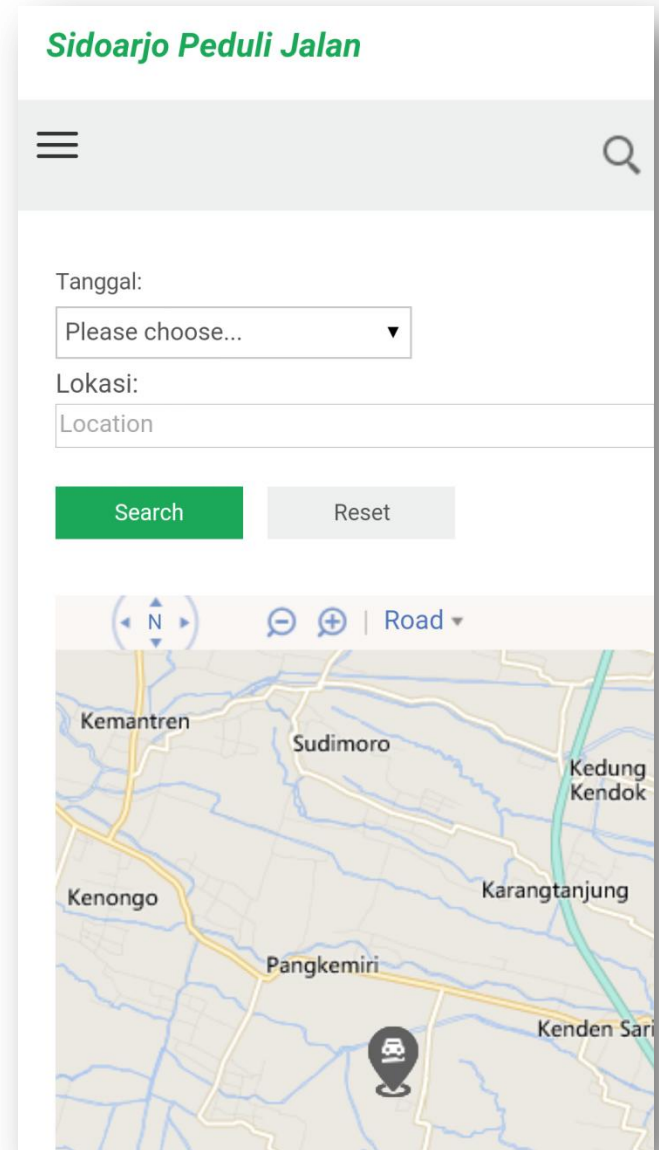 Sidoarjo Peduli Jalan
Tanggal:
Please choose...
Lokasi:
Location
Search
Reset
N
Road
Kemantren
Sudimoro
Kedung
Kendok
Kenongo
Karangtanjung
Pangkemiri
Kenden Sari